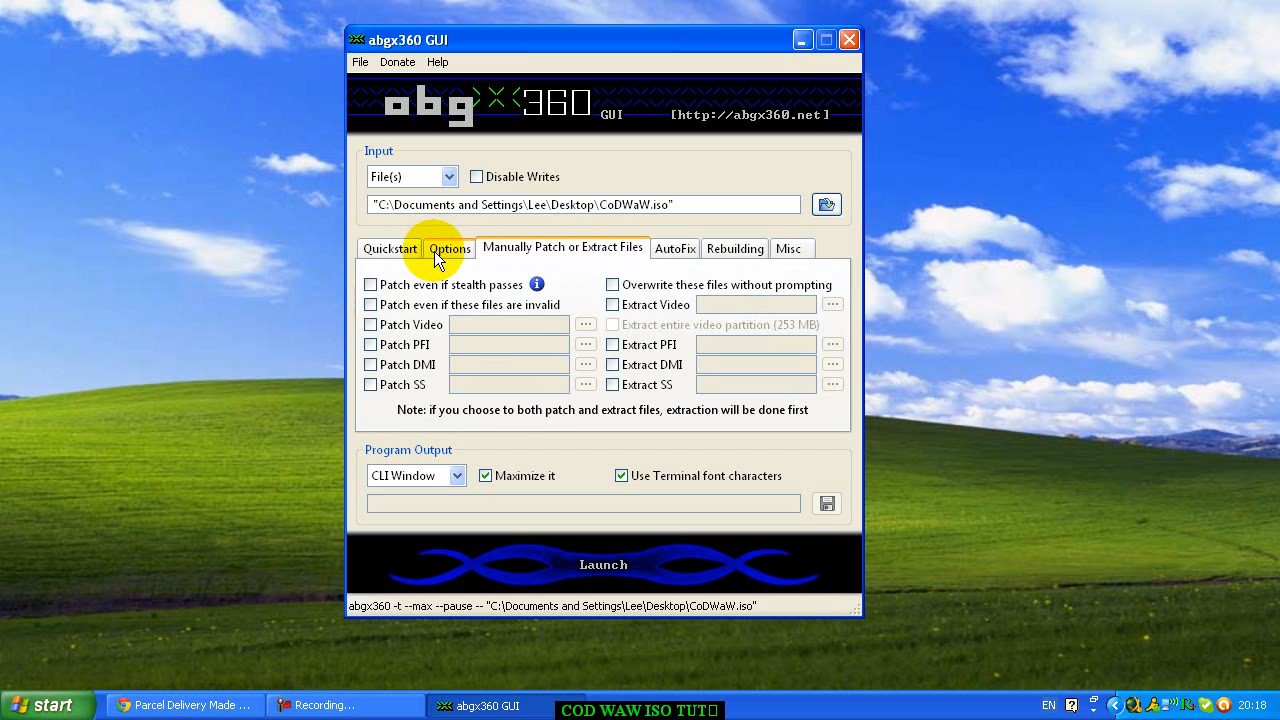 abgx360 GUI
File Donate Help
abgx360 GUI [http://abgx360.net]
Input
File(s) Disable Writes
"C:\Documents and Settings\Lee\Desktop\CoDWaW.iso"
Quickstart Options Manually Patch or Extract Files AutoFix Rebuilding Misc
Patch even if stealth passes Overwrite these files without prompting
Patch even if these files are invalid Extract Video ...
Patch Video ... Extract entire video partition (253 MB)
Patch PFI ... Extract PFI ...
Patch DMI ... Extract DMI ...
Patch SS ... Extract SS ...
Note: if you choose to both patch and extract files, extraction will be done first
Program Output
CLI Window Maximize it Use Terminal font characters
Launch
abgx360 -t --max --pause -- "C:\Documents and Settings\Lee\Desktop\CoDWaW.iso"
start Parcel Delivery Made ... Recording... abgx360 GUI EN 20:18
COD WAW ISO TUT